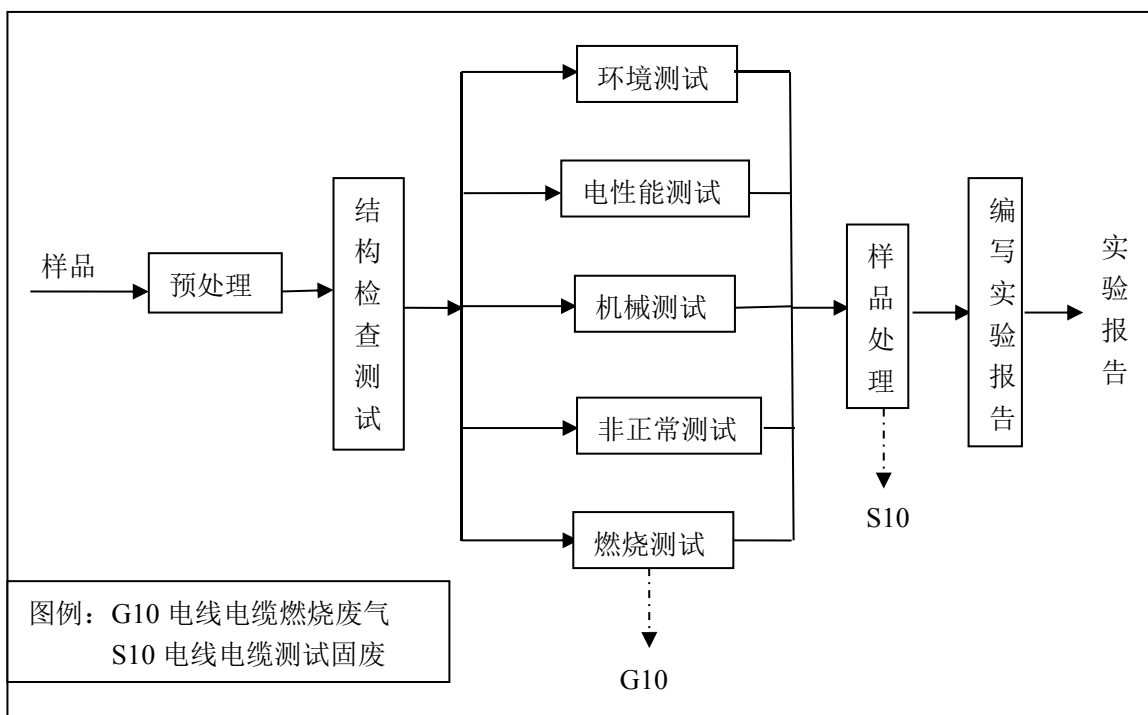 样品
预处理
结构检查测试
环境测试
电性能测试
机械测试
非正常测试
燃烧测试
样品处理
编写实验报告
实验报告
S10
G10
图例：G10 电线电缆燃烧废气
S10 电线电缆测试固废